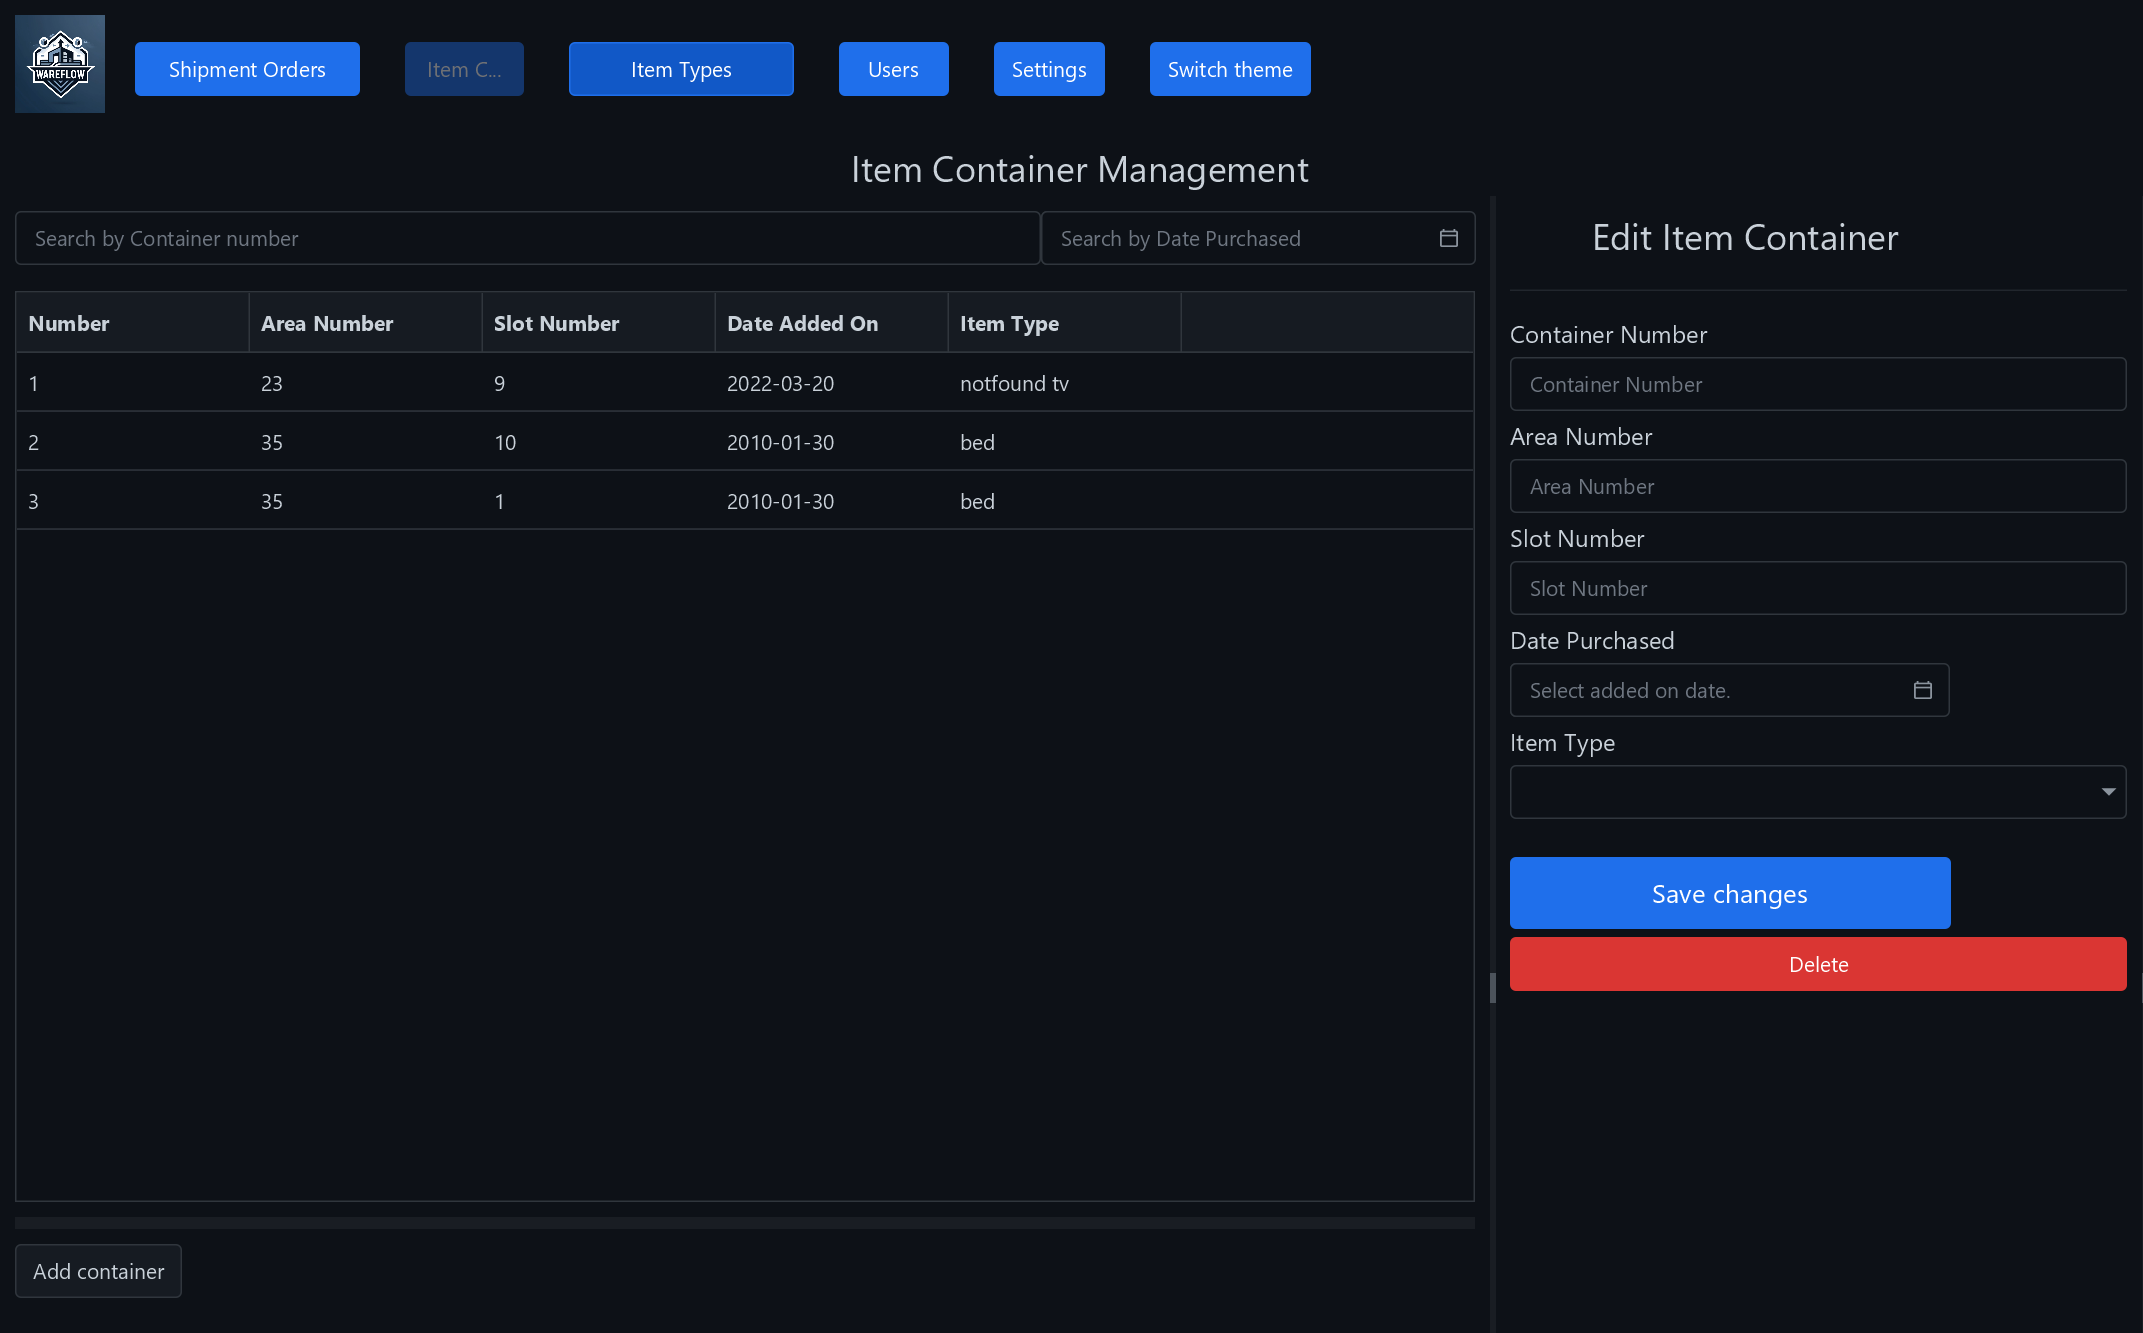 WAREFLOW
Shipment Orders Item C... Item Types Users Settings Switch theme
Item Container Management
Search by Container number Search by Date Purchased
Number Area Number Slot Number Date Added On Item Type
1 23 9 2022-03-20 notfound tv
2 35 10 2010-01-30 bed
3 35 1 2010-01-30 bed
Add container
Edit Item Container
Container Number
Container Number
Area Number
Area Number
Slot Number
Slot Number
Date Purchased
Select added on date.
Item Type
Save changes
Delete